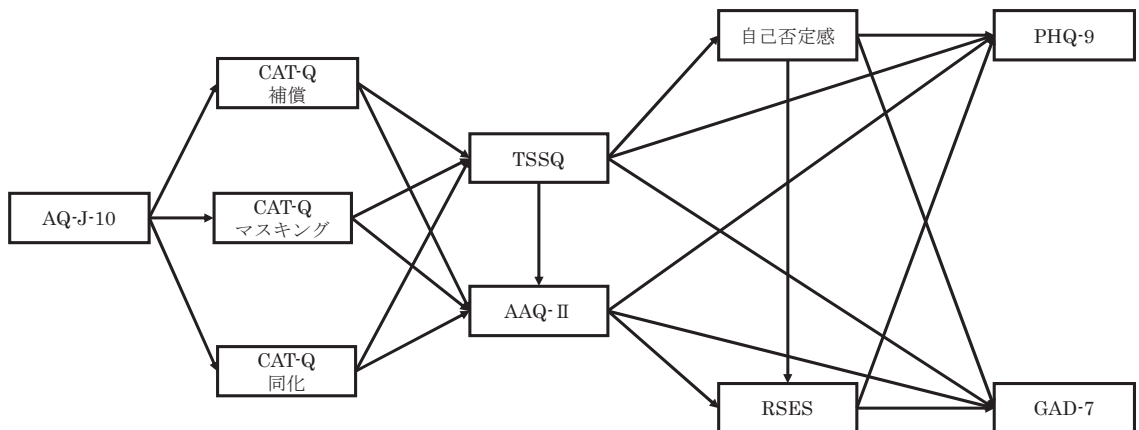 自己否定感
PHQ-9
CAT-Q
補償
TSSQ
AQ-J-10
CAT-Q
マスキング
AAQ-Ⅱ
CAT-Q
同化
RSES
GAD-7